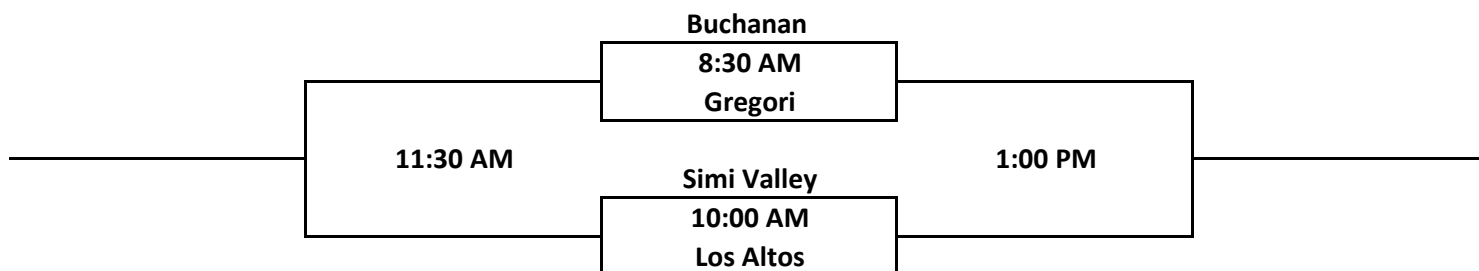 Buchanan
8:30 AM
Gregori
11:30 AM
1:00 PM
Simi Valley
10:00 AM
Los Altos